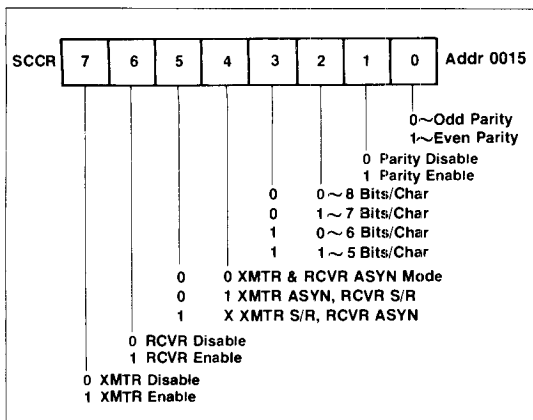 SCCR 7 6 5 4 3 2 1 0 Addr 0015
0~Odd Parity
1~Even Parity
0 Parity Disable
1 Parity Enable
0 0~8 Bits/Char
0 1~7 Bits/Char
1 0~6 Bits/Char
1 1~5 Bits/Char
0 0 XMTR & RCVR ASYN Mode
0 1 XMTR ASYN, RCVR S/R
1 X XMTR S/R, RCVR ASYN
0 RCVR Disable
1 RCVR Enable
0 XMTR Disable
1 XMTR Enable